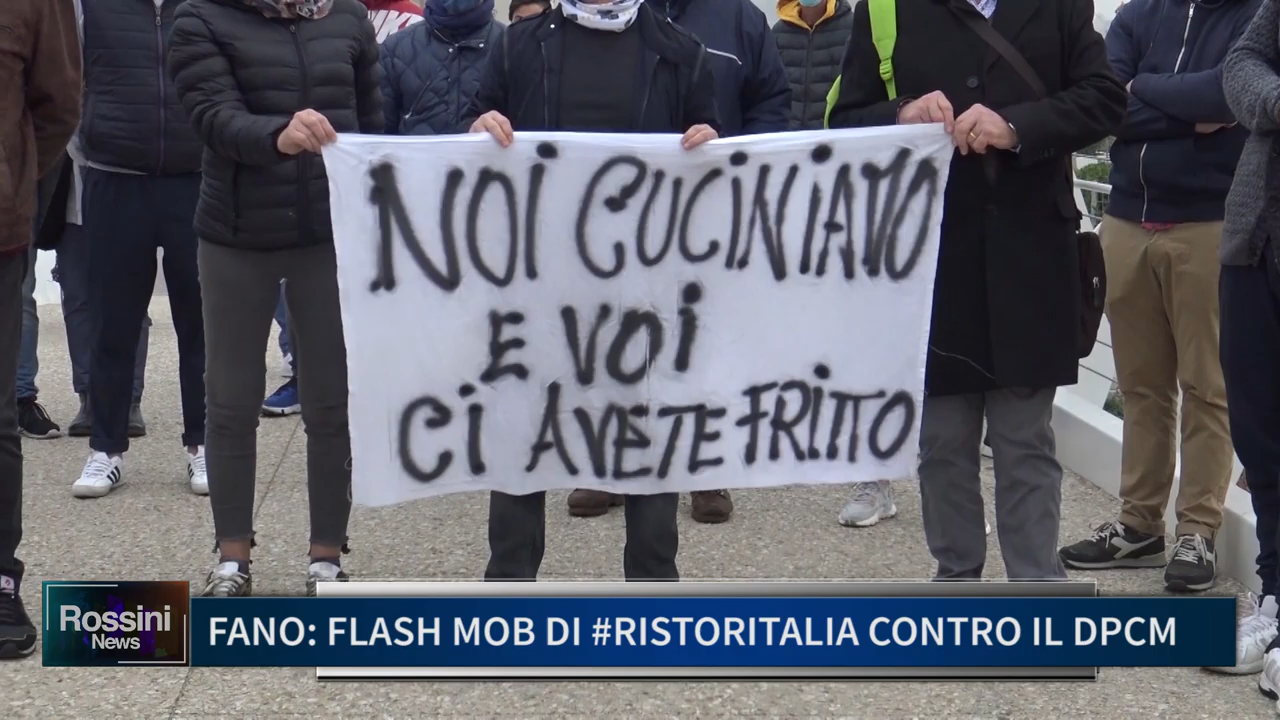 NOI CUCINIAMO
E VOI
Ci AVETE FRITTO
Rossini
News
FANO: FLASH MOB DI #RISTORITALIA CONTRO IL DPCM